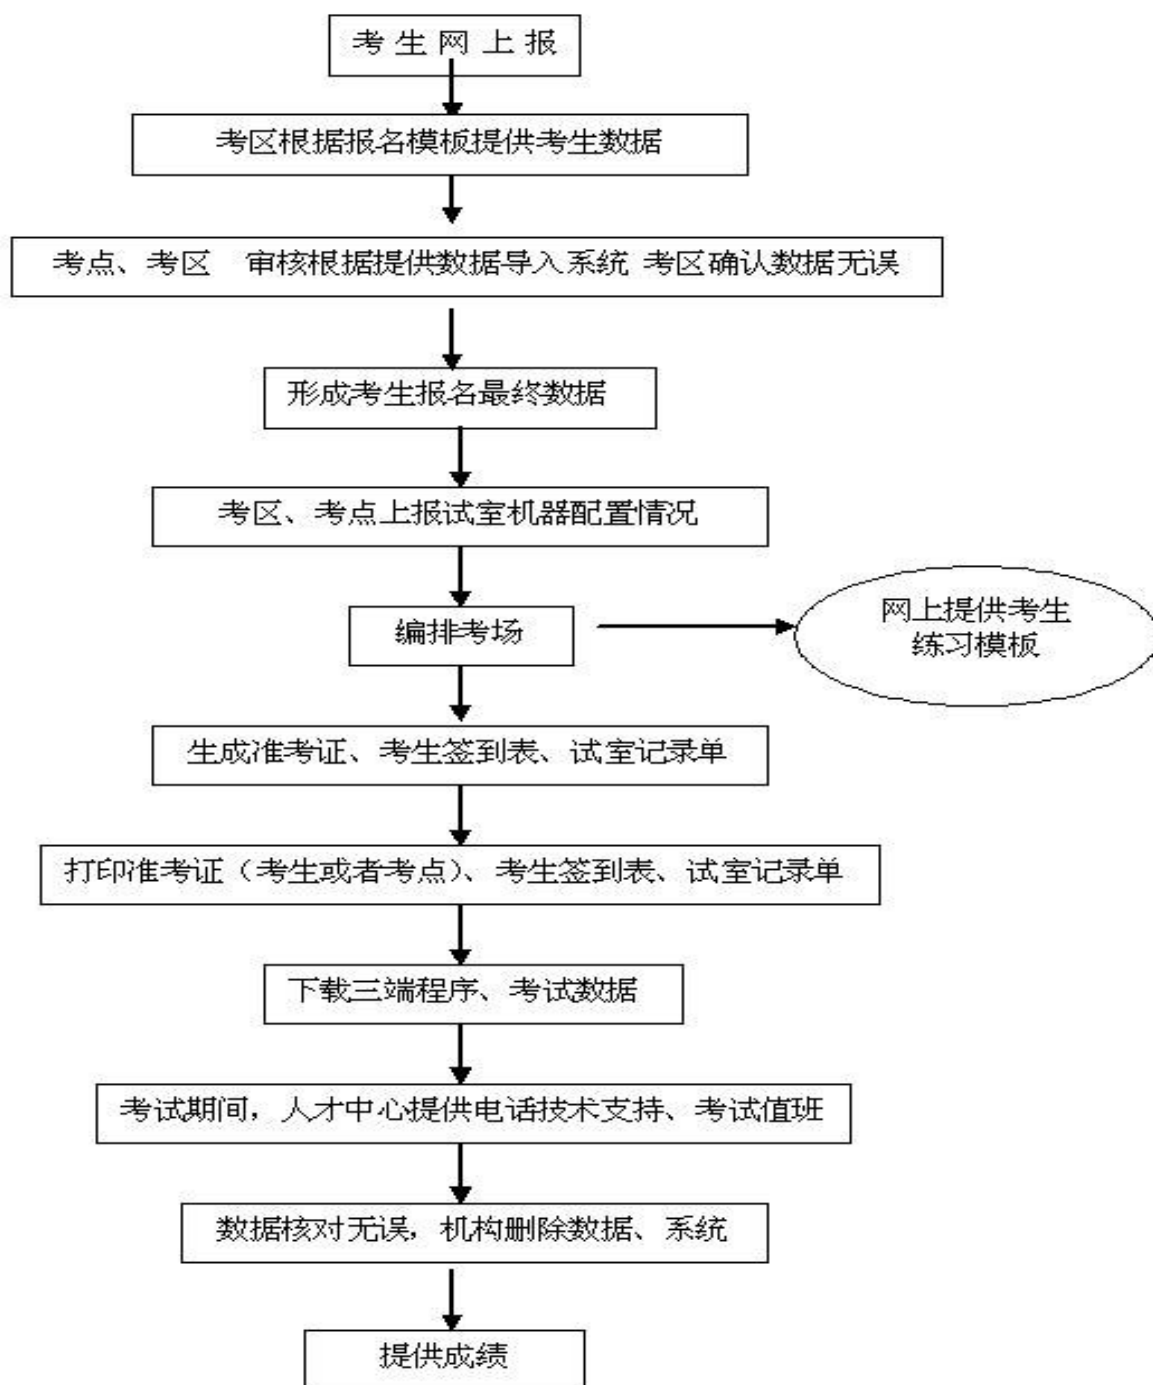 考生网上报
考区根据报名模板提供考生数据
考点、考区 审核根据提供数据导入系统 考区确认数据无误
形成考生报名最终数据
考区、考点上报试室机器配置情况
编排考场
网上提供考生
练习模板
生成准考证、考生签到表、试室记录单
打印准考证（考生或者考点）、考生签到表、试室记录单
下载三端程序、考试数据
考试期间，人才中心提供电话技术支持、考试值班
数据核对无误，机构删除数据、系统
提供成绩